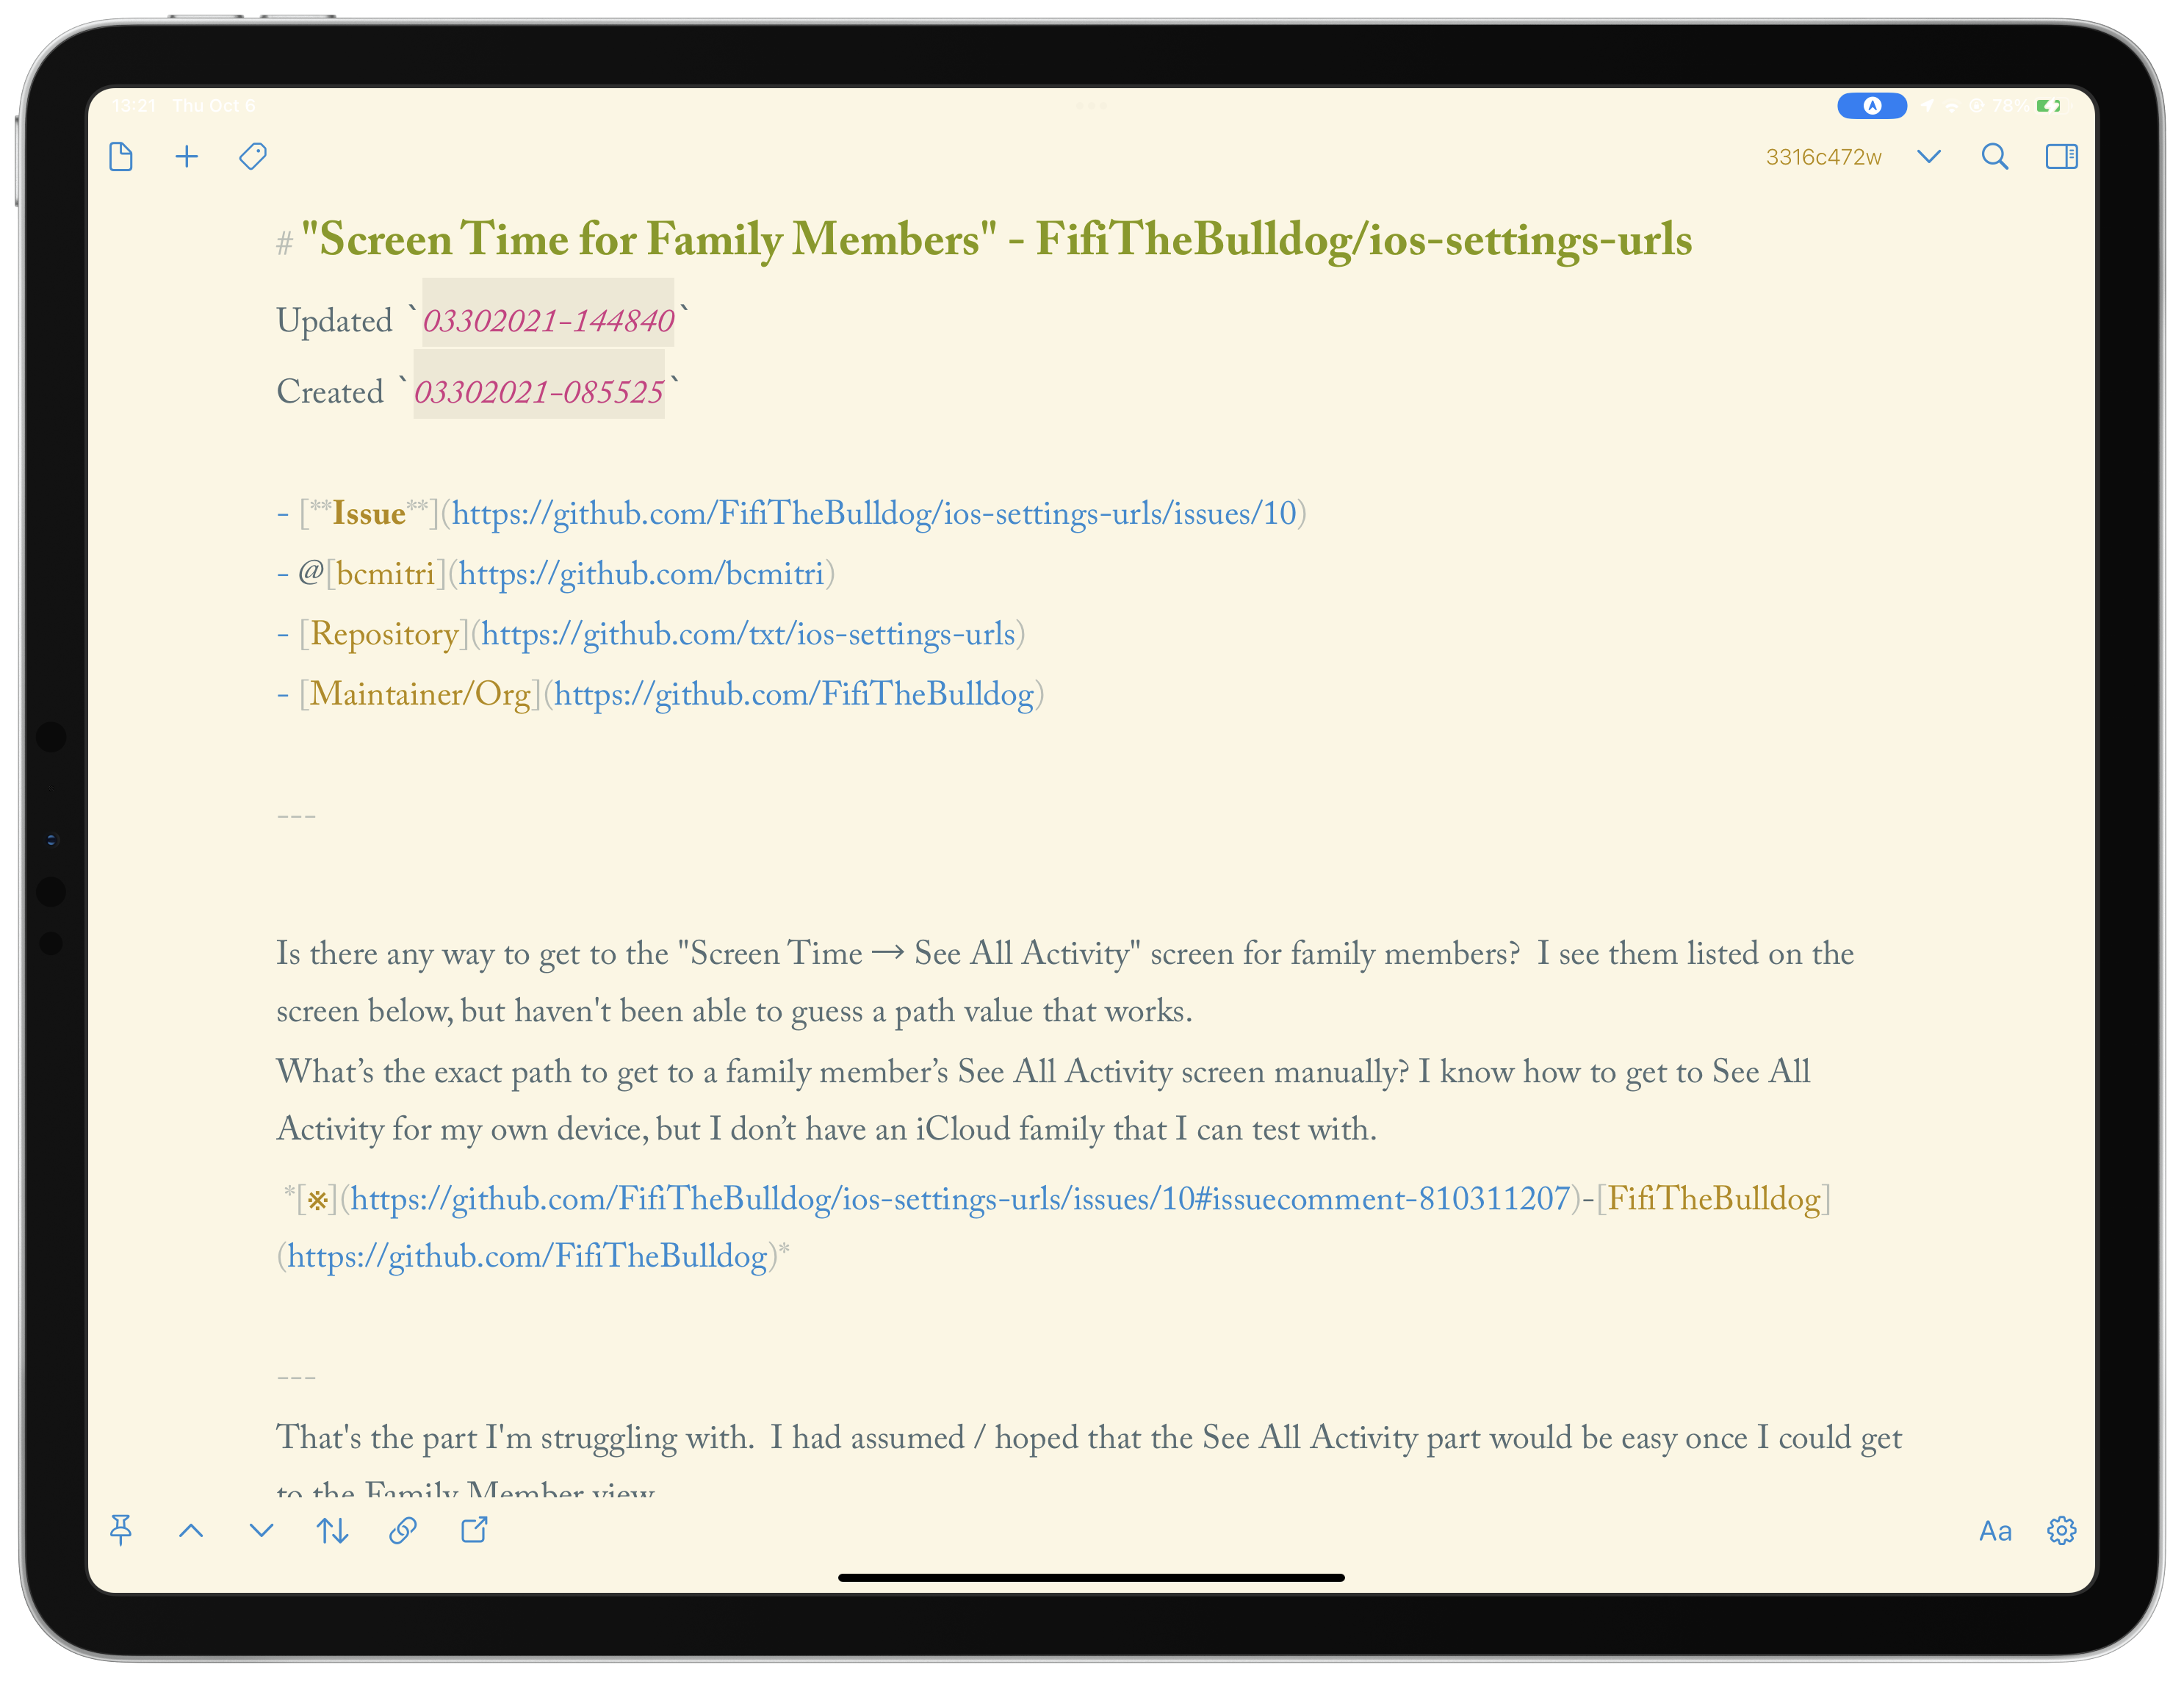 13:21 Thu Oct 6
78%
3316c472w
# "Screen Time for Family Members" - FifiTheBulldog/ios-settings-urls
Updated `03302021-144840`
Created `03302021-085525`
- [**Issue**](https://github.com/FifiTheBulldog/ios-settings-urls/issues/10)
- @[bcmitri](https://github.com/bcmitri)
- [Repository](https://github.com/txt/ios-settings-urls)
- [Maintainer/Org](https://github.com/FifiTheBulldog)
---
Is there any way to get to the "Screen Time → See All Activity" screen for family members?  I see them listed on the
screen below, but haven't been able to guess a path value that works.
What’s the exact path to get to a family member’s See All Activity screen manually? I know how to get to See All
Activity for my own device, but I don’t have an iCloud family that I can test with.
*[※](https://github.com/FifiTheBulldog/ios-settings-urls/issues/10#issuecomment-810311207)-[FifiTheBulldog]
(https://github.com/FifiTheBulldog)*
---
That's the part I'm struggling with.  I had assumed / hoped that the See All Activity part would be easy once I could get
to the Family Member view
Aa